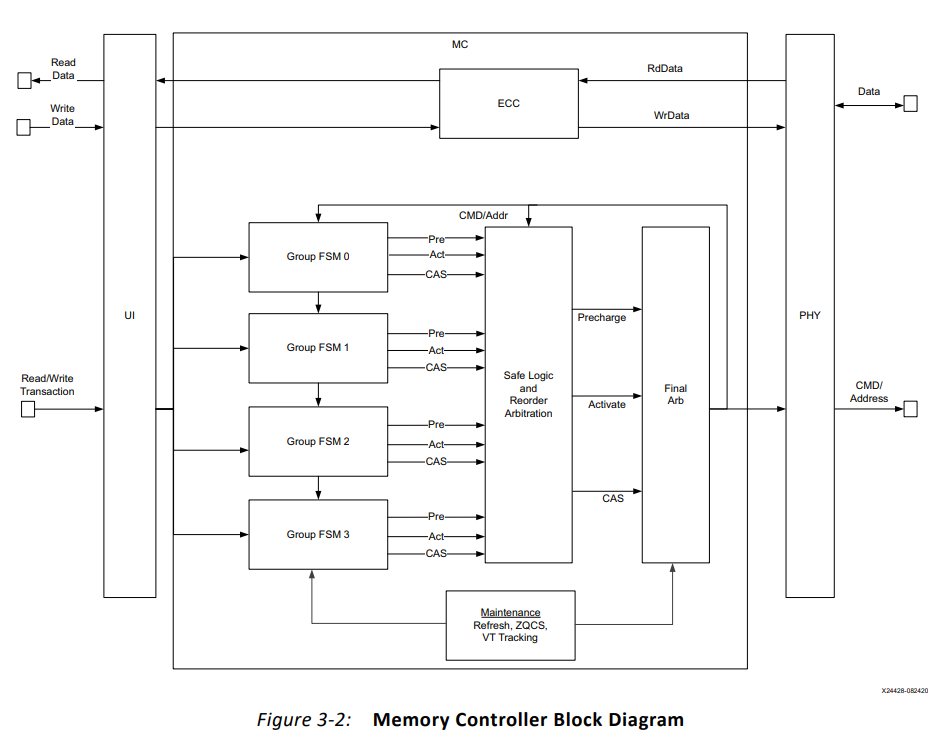 MC
Read
Data
RdData
ECC
Data
Write
Data
WrData
CMD/Addr
Group FSM 0
Pre
Act
CAS
UI
PHY
Group FSM 1
Pre
Act
CAS
Precharge
Read/Write
Transaction
Safe Logic
and
Reorder
Arbitration
Activate
Final
Arb
CMD/
Address
Group FSM 2
Pre
Act
CAS
CAS
Group FSM 3
Pre
Act
CAS
Maintenance
Refresh, ZQCS,
VT Tracking
X24428-082420
Figure 3-2: Memory Controller Block Diagram